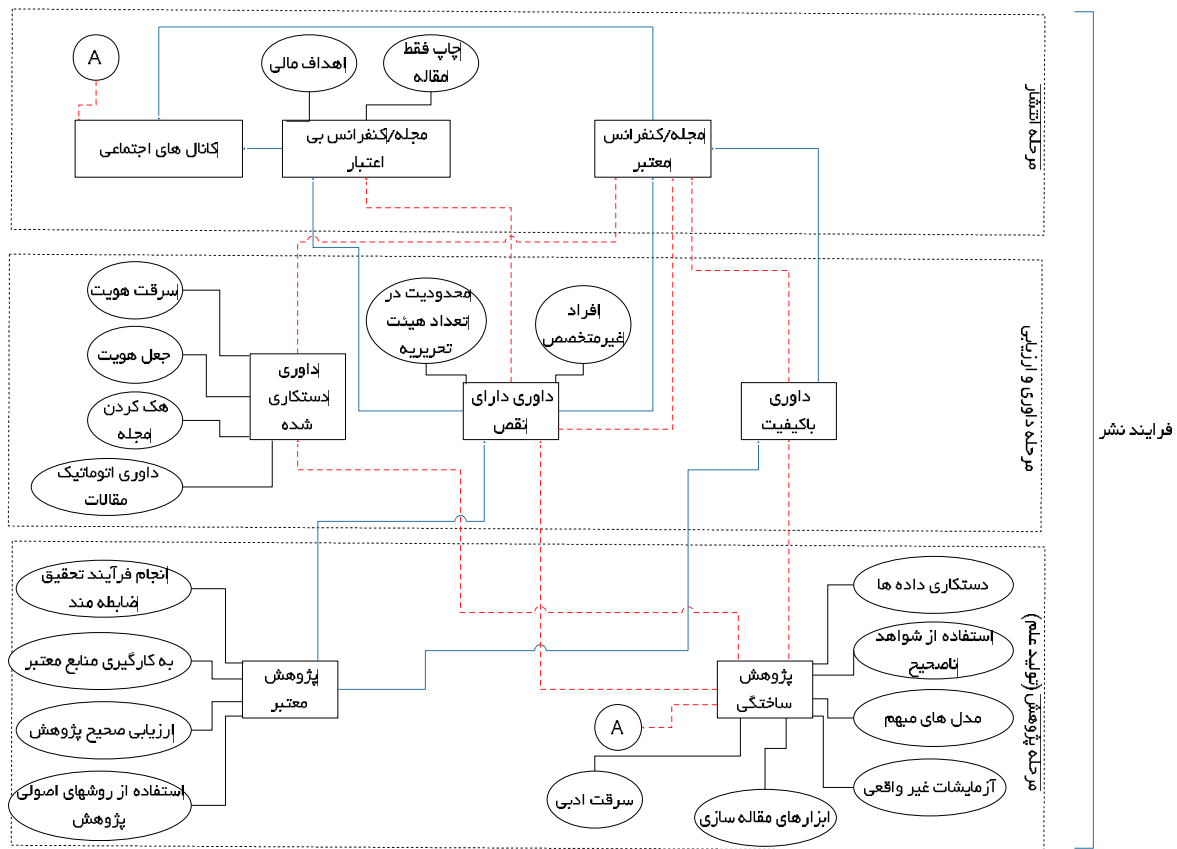 فرایند نشر
مرحله انتشار
A
اهداف مالی
چاپ فقط
مقاله
کانال های اجتماعی
مجله/کنفرانس بی
اعتبار
مجله/کنفرانس
معتبر
مرحله داوری و ارزیابی
سرقت هویت
جعل هویت
هک کردن
مجله
داوری اتوماتیک
مقالات
داوری
دستکاری
شده
محدودیت در
تعداد هیئت
تحریریه
افراد
غیرمتخصص
داوری دارای
نقص
داوری
باکیفیت
مرحله پژوهش (تولید علم)
انجام فرآیند تحقیق
ضابطه مند
به کارگیری منابع معتبر
ارزیابی صحیح پژوهش
استفاده از روشهای اصولی
پژوهش
پژوهش
معتبر
پژوهش
ساختگی
A
دستکاری داده ها
استفاده از شواهد
ناصحیح
مدل های مبهم
آزمایشات غیر واقعی
ابزارهای مقاله سازی
سرقت ادبی